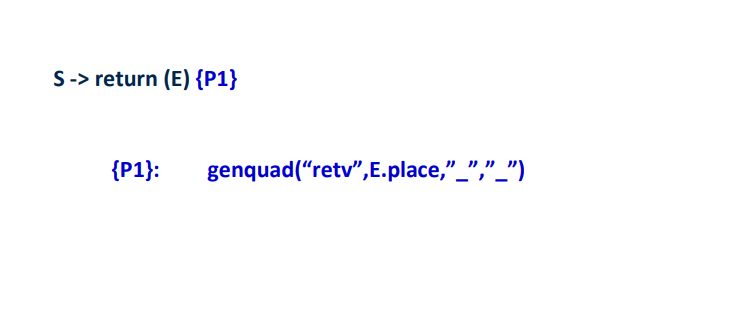 S -> return (E) {P1}
{P1}: genquad(“retv”,E.place,”_”,”_”)